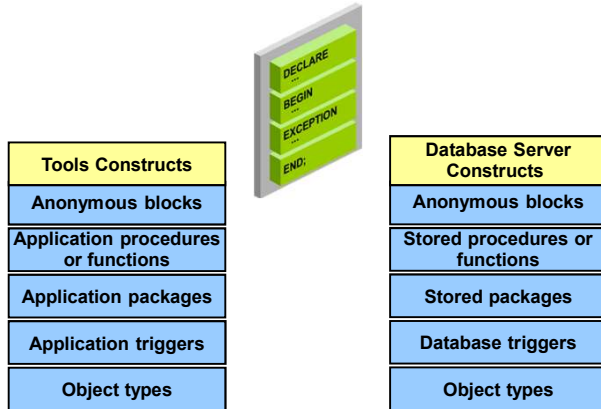 DECLARE
...
BEGIN
...
EXCEPTION
...
END;
Tools Constructs
Anonymous blocks
Application procedures
or functions
Application packages
Application triggers
Object types
Database Server
Constructs
Anonymous blocks
Stored procedures or
functions
Stored packages
Database triggers
Object types